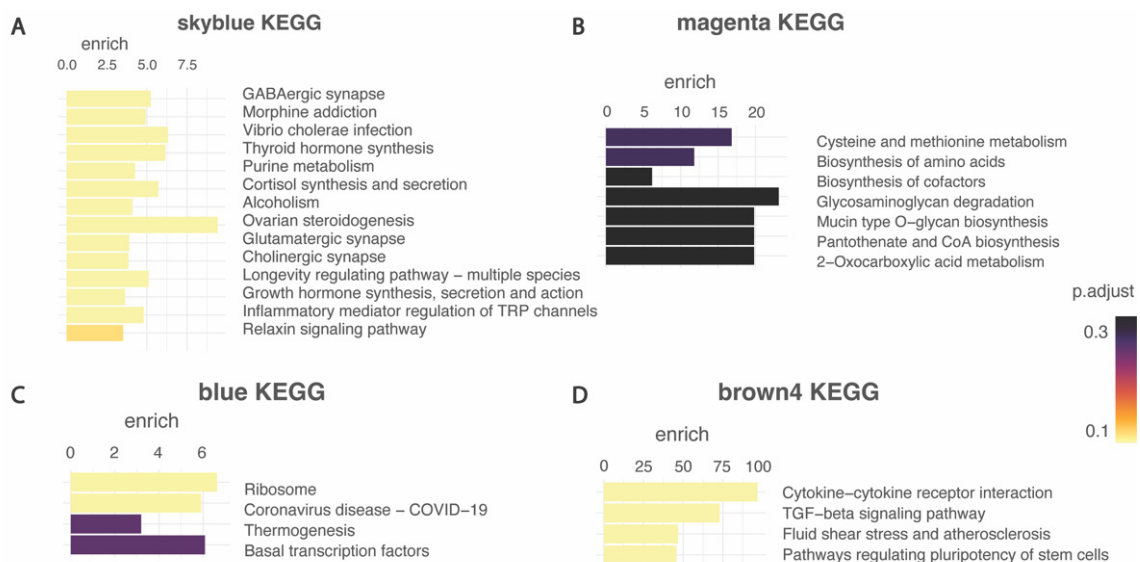 A
skyblue KEGG
enrich
0.0 2.5 5.0 7.5
GABAergic synapse
Morphine addiction
Vibrio cholerae infection
Thyroid hormone synthesis
Purine metabolism
Cortisol synthesis and secretion
Alcoholism
Ovarian steroidogenesis
Glutamatergic synapse
Cholinergic synapse
Longevity regulating pathway – multiple species
Growth hormone synthesis, secretion and action
Inflammatory mediator regulation of TRP channels
Relaxin signaling pathway
B
magenta KEGG
enrich
0 5 10 15 20
Cysteine and methionine metabolism
Biosynthesis of amino acids
Biosynthesis of cofactors
Glycosaminoglycan degradation
Mucin type O–glycan biosynthesis
Pantothenate and CoA biosynthesis
2–Oxocarboxylic acid metabolism
p.adjust
0.3
0.1
C
blue KEGG
enrich
0 2 4 6
Ribosome
Coronavirus disease – COVID–19
Thermogenesis
Basal transcription factors
D
brown4 KEGG
enrich
0 25 50 75 100
Cytokine–cytokine receptor interaction
TGF–beta signaling pathway
Fluid shear stress and atherosclerosis
Pathways regulating pluripotency of stem cells